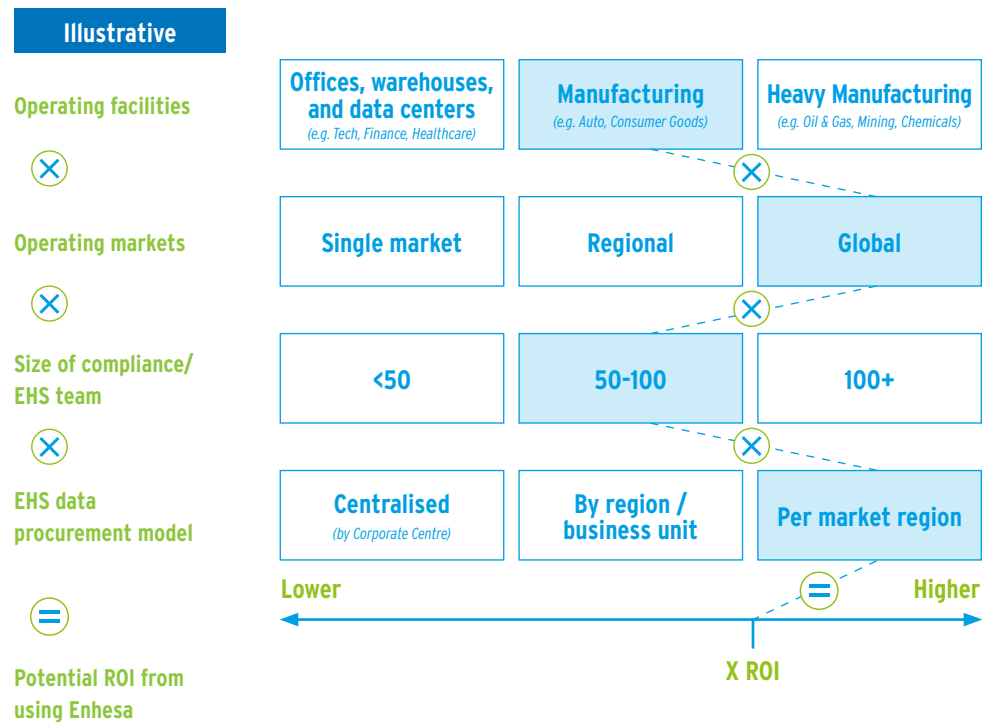 Illustrative
Operating facilities
Offices, warehouses,
and data centers
(e.g. Tech, Finance, Healthcare)
Manufacturing
(e.g. Auto, Consumer Goods)
Heavy Manufacturing
(e.g. Oil & Gas, Mining, Chemicals)
Operating markets
Single market
Regional
Global
Size of compliance/
EHS team
<50
50-100
100+
EHS data
procurement model
Centralised
(by Corporate Centre)
By region /
business unit
Per market region
Lower
Higher
X ROI
Potential ROI from
using Enhesa